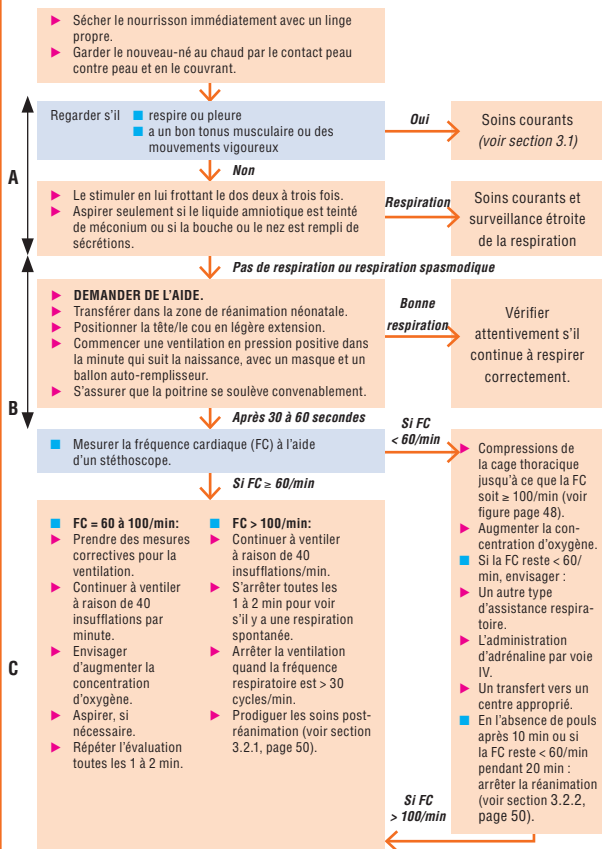 ► Sécher le nourrisson immédiatement avec un linge
propre.
► Garder le nouveau-né au chaud par le contact peau
contre peau et en le couvrant.
A
Regarder s'il ■ respire ou pleure
■ a un bon tonus musculaire ou des
mouvements vigoureux
Oui
Soins courants
(voir section 3.1)
Non
► Le stimuler en lui frottant le dos deux à trois fois.
► Aspirer seulement si le liquide amniotique est teinté
de méconium ou si la bouche ou le nez est rempli de
sécrétions.
Respiration
Soins courants et
surveillance étroite
de la respiration
Pas de respiration ou respiration spasmodique
B
► DEMANDER DE L'AIDE.
► Transférer dans la zone de réanimation néonatale.
► Positionner la tête/le cou en légère extension.
► Commencer une ventilation en pression positive dans
la minute qui suit la naissance, avec un masque et un
ballon auto-remplisseur.
► S'assurer que la poitrine se soulève convenablement.
Bonne
respiration
Vérifier
attentivement s'il
continue à respirer
correctement.
Après 30 à 60 secondes
■ Mesurer la fréquence cardiaque (FC) à l'aide
d'un stéthoscope.
Si FC
< 60/min
Si FC ≥ 60/min
C
■ FC = 60 à 100/min:
► Prendre des mesures
correctives pour la
ventilation.
► Continuer à ventiler
à raison de 40
insufflations par
minute.
► Envisager
d'augmenter la
concentration
d'oxygène.
► Aspirer, si
nécessaire.
► Répéter l'évaluation
toutes les 1 à 2 min.
■ FC > 100/min:
► Continuer à ventiler
à raison de 40
insufflations/min.
► S'arrêter toutes les
1 à 2 min pour voir
s'il y a une respiration
spontanée.
► Arrêter la ventilation
quand la fréquence
respiratoire est > 30
cycles/min.
► Prodiguer les soins post-
réanimation (voir section
3.2.1, page 50).
► Compressions de
la cage thoracique
jusqu'à ce que la FC
soit ≥ 100/min (voir
figure page 48).
► Augmenter la con-
centration d'oxygène.
■ Si la FC reste < 60/
min, envisager :
► Un autre type
d'assistance respira-
toire.
► L'administration
d'adrénaline par voie
IV.
► Un transfert vers un
centre approprié.
■ En l'absence de pouls
après 10 min ou si
la FC reste < 60/min
pendant 20 min :
arrêter la réanimation
(voir section 3.2.2,
page 50).
Si FC
> 100/min